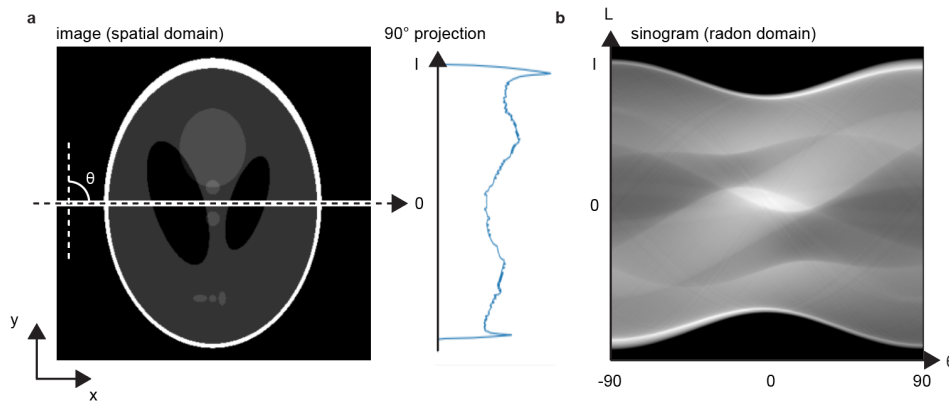 a
image (spatial domain)
90° projection
l
θ
0
y
x
b
L
sinogram (radon domain)
l
0
-90
0
90